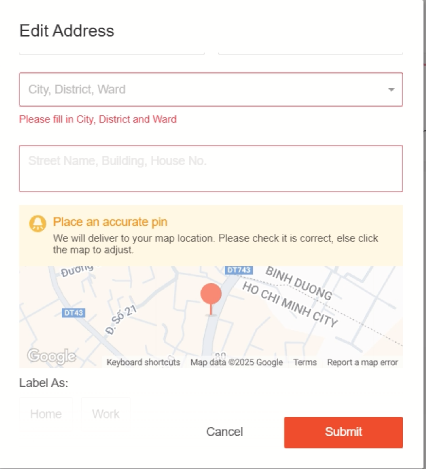 Edit Address
City, District, Ward
Please fill in City, District and Ward
Street Name, Building, House No.
Place an accurate pin
We will deliver to your map location. Please check it is correct, else click
the map to adjust.
Đường
DT743
BINH DUONG
HO CHI MINH CITY
DT43
Đ. Số 21
Google
Keyboard shortcuts
Map data ©2025 Google
Terms
Report a map error
Label As:
Home
Work
Cancel
Submit